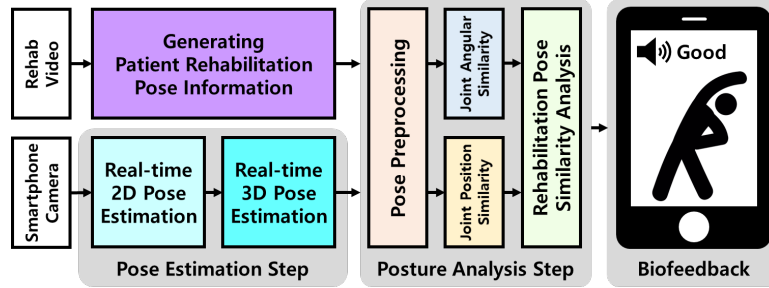 Rehab
Video
Generating
Patient Rehabilitation
Pose Information
Smartphone
Camera
Real-time
2D Pose
Estimation
Real-time
3D Pose
Estimation
Pose Estimation Step
Pose Preprocessing
Joint Angular
Similarity
Joint Position
Similarity
Rehabilitation Pose
Similarity Analysis
Posture Analysis Step
Good
Biofeedback